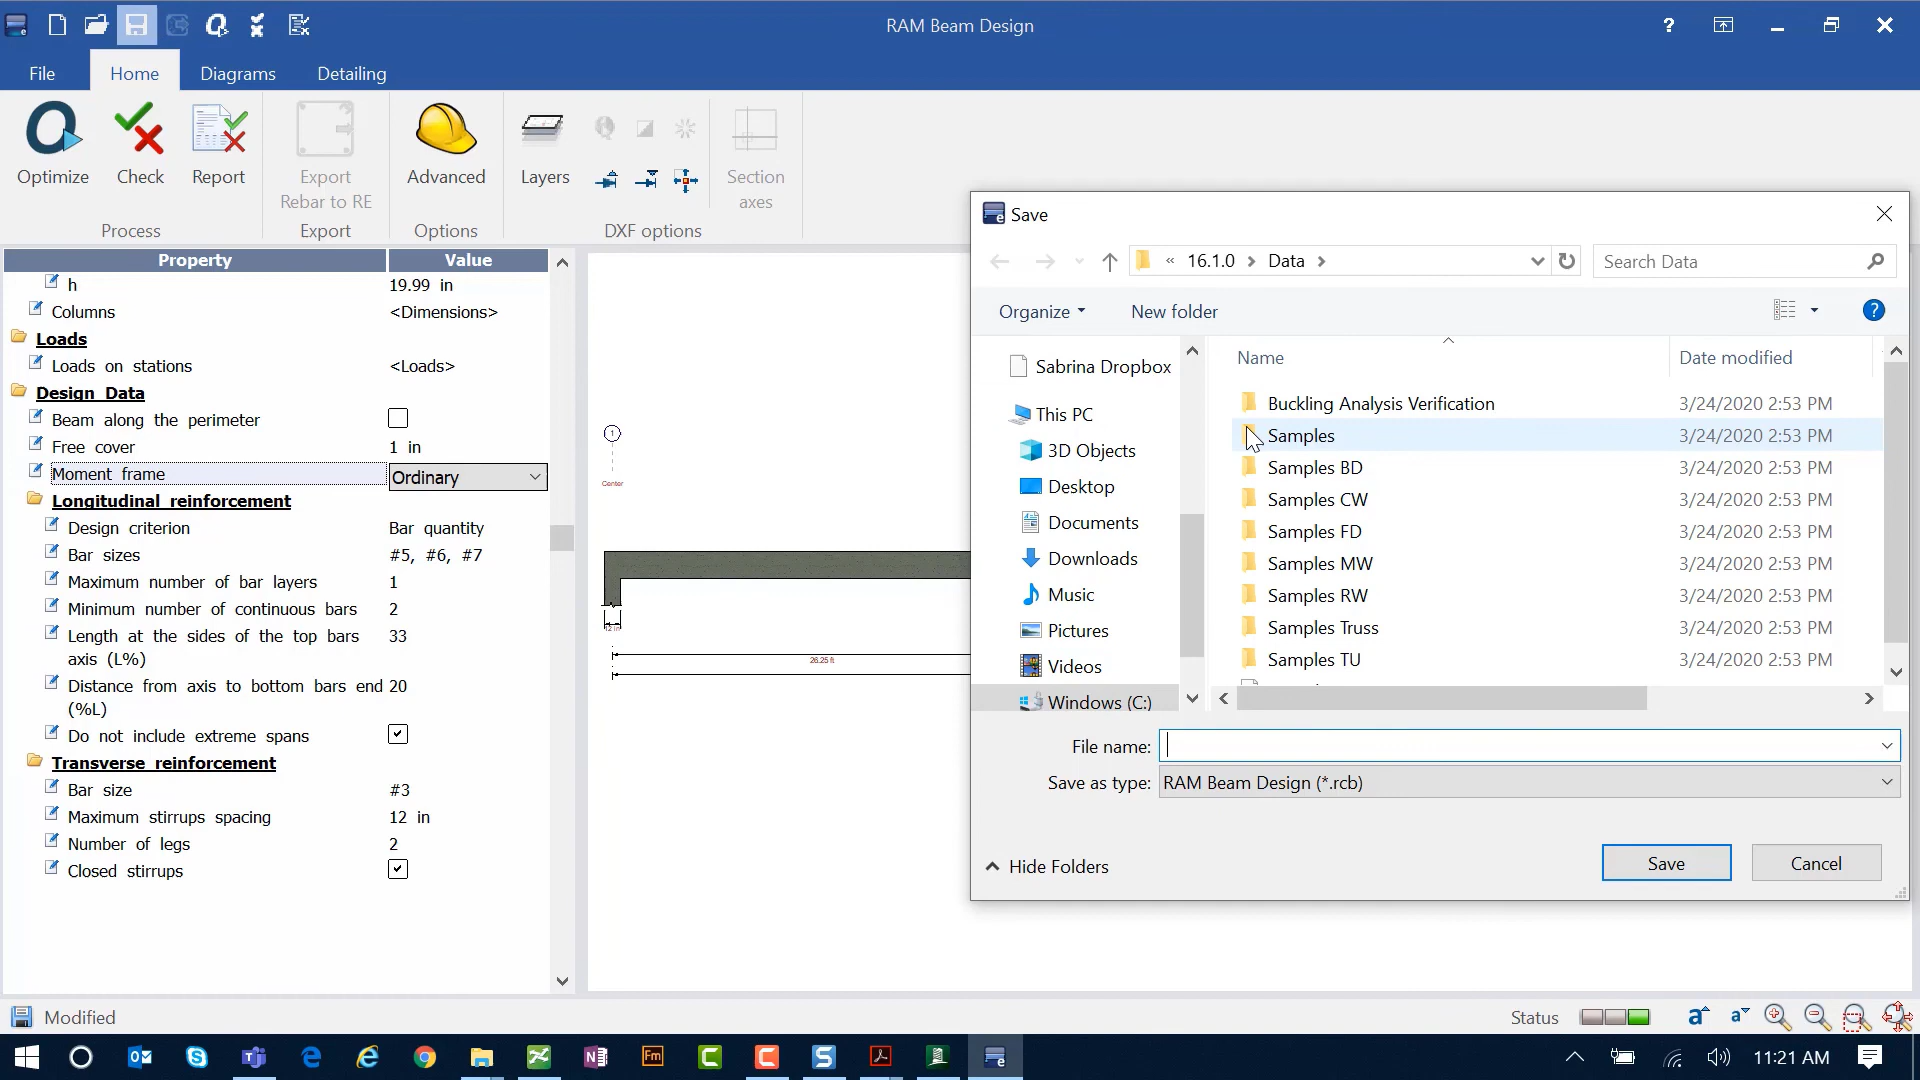 RAM Beam Design
?
File Home Diagrams Detailing
Optimize
Check
Report
Process
Export
Rebar to RE
Export
Advanced
Options
Layers
DXF options
Section
axes
Property Value
h 19.99 in
Columns <Dimensions>
Loads
Loads on stations <Loads>
Design Data
Beam along the perimeter
Free cover 1 in
Moment frame Ordinary
Longitudinal reinforcement
Design criterion Bar quantity
Bar sizes #5, #6, #7
Maximum number of bar layers 1
Minimum number of continuous bars 2
Length at the sides of the top bars 33
axis (L%)
Distance from axis to bottom bars end 20
(%L)
Do not include extreme spans
Transverse reinforcement
Bar size #3
Maximum stirrups spacing 12 in
Number of legs 2
Closed stirrups
1
Center
12 in
26.25 ft
Save
« 16.1.0 > Data >
Search Data
Organize
New folder
?
Sabrina Dropbox
This PC
3D Objects
Desktop
Documents
Downloads
Music
Pictures
Videos
Windows (C:)
Name Date modified
Buckling Analysis Verification 3/24/2020 2:53 PM
Samples 3/24/2020 2:53 PM
Samples BD 3/24/2020 2:53 PM
Samples CW 3/24/2020 2:53 PM
Samples FD 3/24/2020 2:53 PM
Samples MW 3/24/2020 2:53 PM
Samples RW 3/24/2020 2:53 PM
Samples Truss 3/24/2020 2:53 PM
Samples TU 3/24/2020 2:53 PM
File name:
Save as type: RAM Beam Design (*.rcb)
Hide Folders
Save
Cancel
Modified
Status
a a
11:21 AM